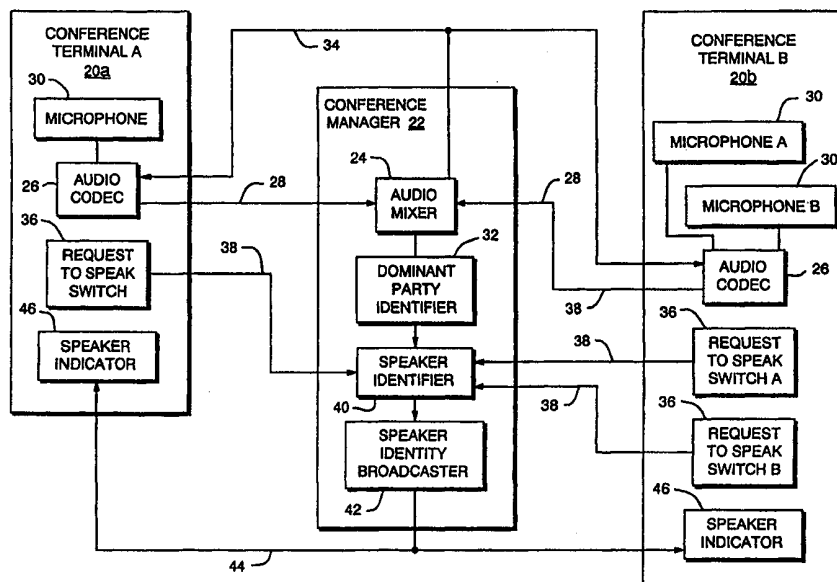 CONFERENCE
TERMINAL A
20a
30
MICROPHONE
26
AUDIO
CODEC
28
36
REQUEST
TO SPEAK
SWITCH
38
46
SPEAKER
INDICATOR
34
CONFERENCE
MANAGER 22
24
AUDIO
MIXER
32
DOMINANT
PARTY
IDENTIFIER
SPEAKER
IDENTIFIER
40
SPEAKER
IDENTITY
BROADCASTER
42
44
28
38
38
38
CONFERENCE
TERMINAL B
20b
30
MICROPHONE A
30
MICROPHONE B
AUDIO
CODEC
26
36
REQUEST
TO SPEAK
SWITCH A
36
REQUEST
TO SPEAK
SWITCH B
46
SPEAKER
INDICATOR